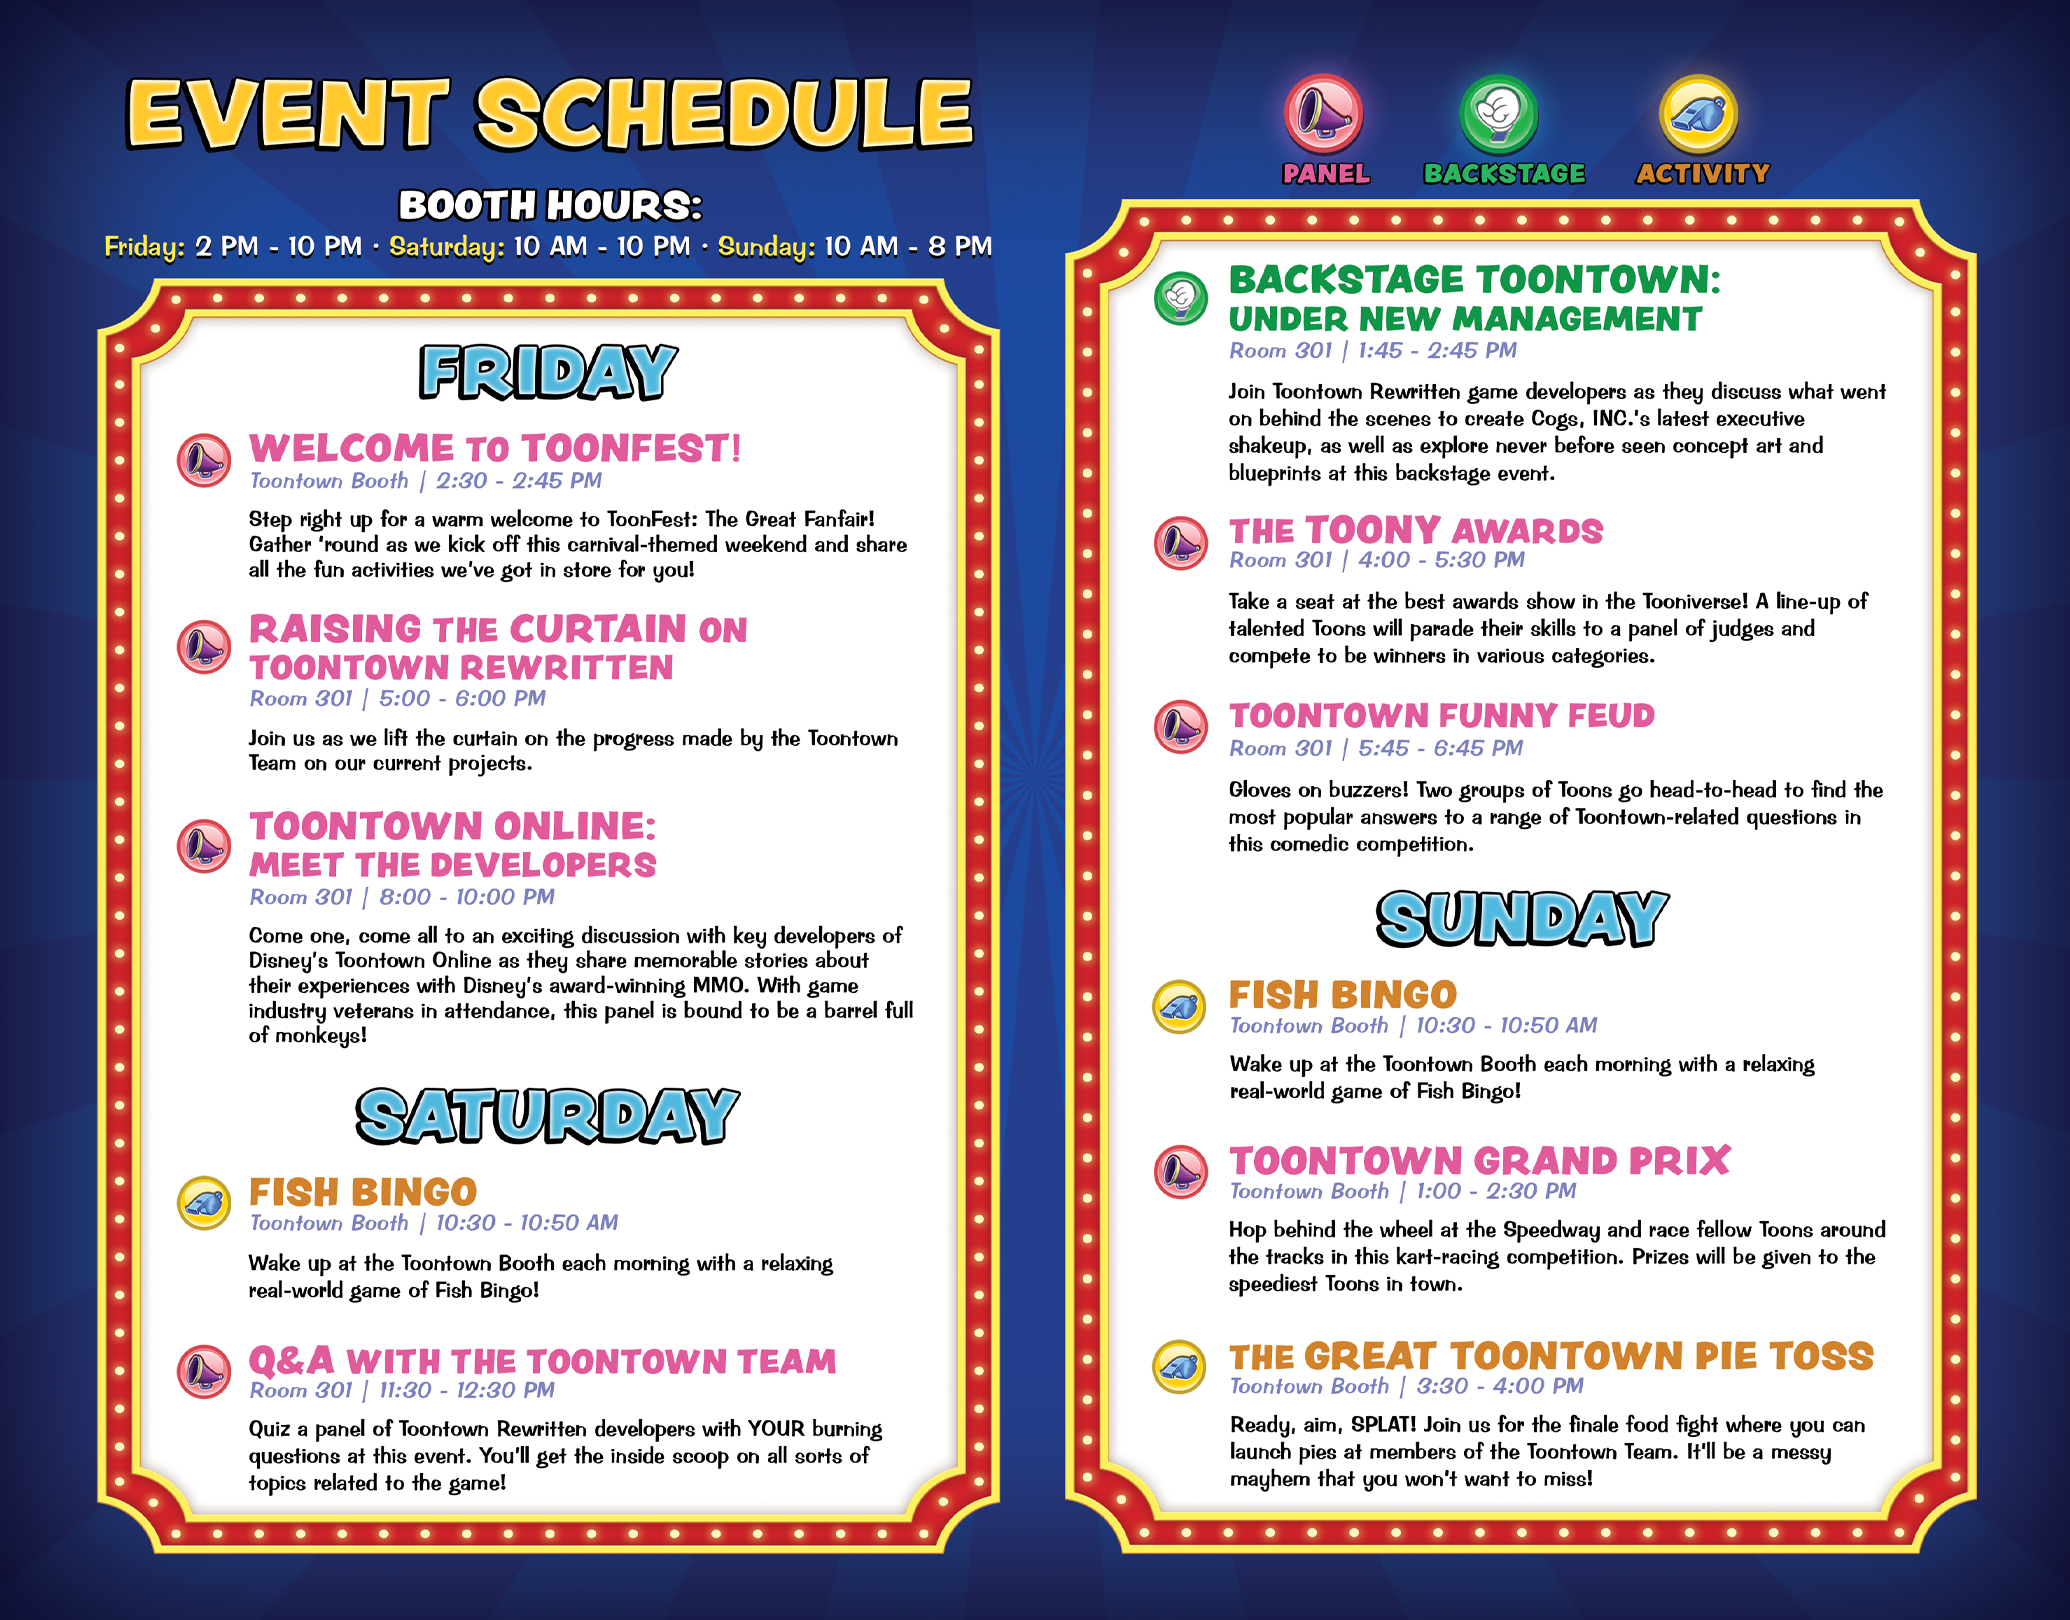 EVENT SCHEDULE
BOOTH HOURS:
Friday: 2 PM - 10 PM · Saturday: 10 AM - 10 PM · Sunday: 10 AM - 8 PM
FRIDAY
WELCOME TO TOONFEST!
Toontown Booth | 2:30 - 2:45 PM
Step right up for a warm welcome to ToonFest: The Great Fanfair!
Gather 'round as we kick off this carnival-themed weekend and share
all the fun activities we've got in store for you!
RAISING THE CURTAIN ON
TOONTOWN REWRITTEN
Room 301 | 5:00 - 6:00 PM
Join us as we lift the curtain on the progress made by the Toontown
Team on our current projects.
TOONTOWN ONLINE:
MEET THE DEVELOPERS
Room 301 | 8:00 - 10:00 PM
Come one, come all to an exciting discussion with key developers of
Disney's Toontown Online as they share memorable stories about
their experiences with Disney's award-winning MMO. With game
industry veterans in attendance, this panel is bound to be a barrel full
of monkeys!
SATURDAY
FISH BINGO
Toontown Booth | 10:30 - 10:50 AM
Wake up at the Toontown Booth each morning with a relaxing
real-world game of Fish Bingo!
Q&A WITH THE TOONTOWN TEAM
Room 301 | 11:30 - 12:30 PM
Quiz a panel of Toontown Rewritten developers with YOUR burning
questions at this event. You'll get the inside scoop on all sorts of
topics related to the game!
PANEL
BACKSTAGE
ACTIVITY
BACKSTAGE TOONTOWN:
UNDER NEW MANAGEMENT
Room 301 | 1:45 - 2:45 PM
Join Toontown Rewritten game developers as they discuss what went
on behind the scenes to create Cogs, INC.'s latest executive
shakeup, as well as explore never before seen concept art and
blueprints at this backstage event.
THE TOONY AWARDS
Room 301 | 4:00 - 5:30 PM
Take a seat at the best awards show in the Tooniverse! A line-up of
talented Toons will parade their skills to a panel of judges and
compete to be winners in various categories.
TOONTOWN FUNNY FEUD
Room 301 | 5:45 - 6:45 PM
Gloves on buzzers! Two groups of Toons go head-to-head to find the
most popular answers to a range of Toontown-related questions in
this comedic competition.
SUNDAY
FISH BINGO
Toontown Booth | 10:30 - 10:50 AM
Wake up at the Toontown Booth each morning with a relaxing
real-world game of Fish Bingo!
TOONTOWN GRAND PRIX
Toontown Booth | 1:00 - 2:30 PM
Hop behind the wheel at the Speedway and race fellow Toons around
the tracks in this kart-racing competition. Prizes will be given to the
speediest Toons in town.
THE GREAT TOONTOWN PIE TOSS
Toontown Booth | 3:30 - 4:00 PM
Ready, aim, SPLAT! Join us for the finale food fight where you can
launch pies at members of the Toontown Team. It'll be a messy
mayhem that you won't want to miss!